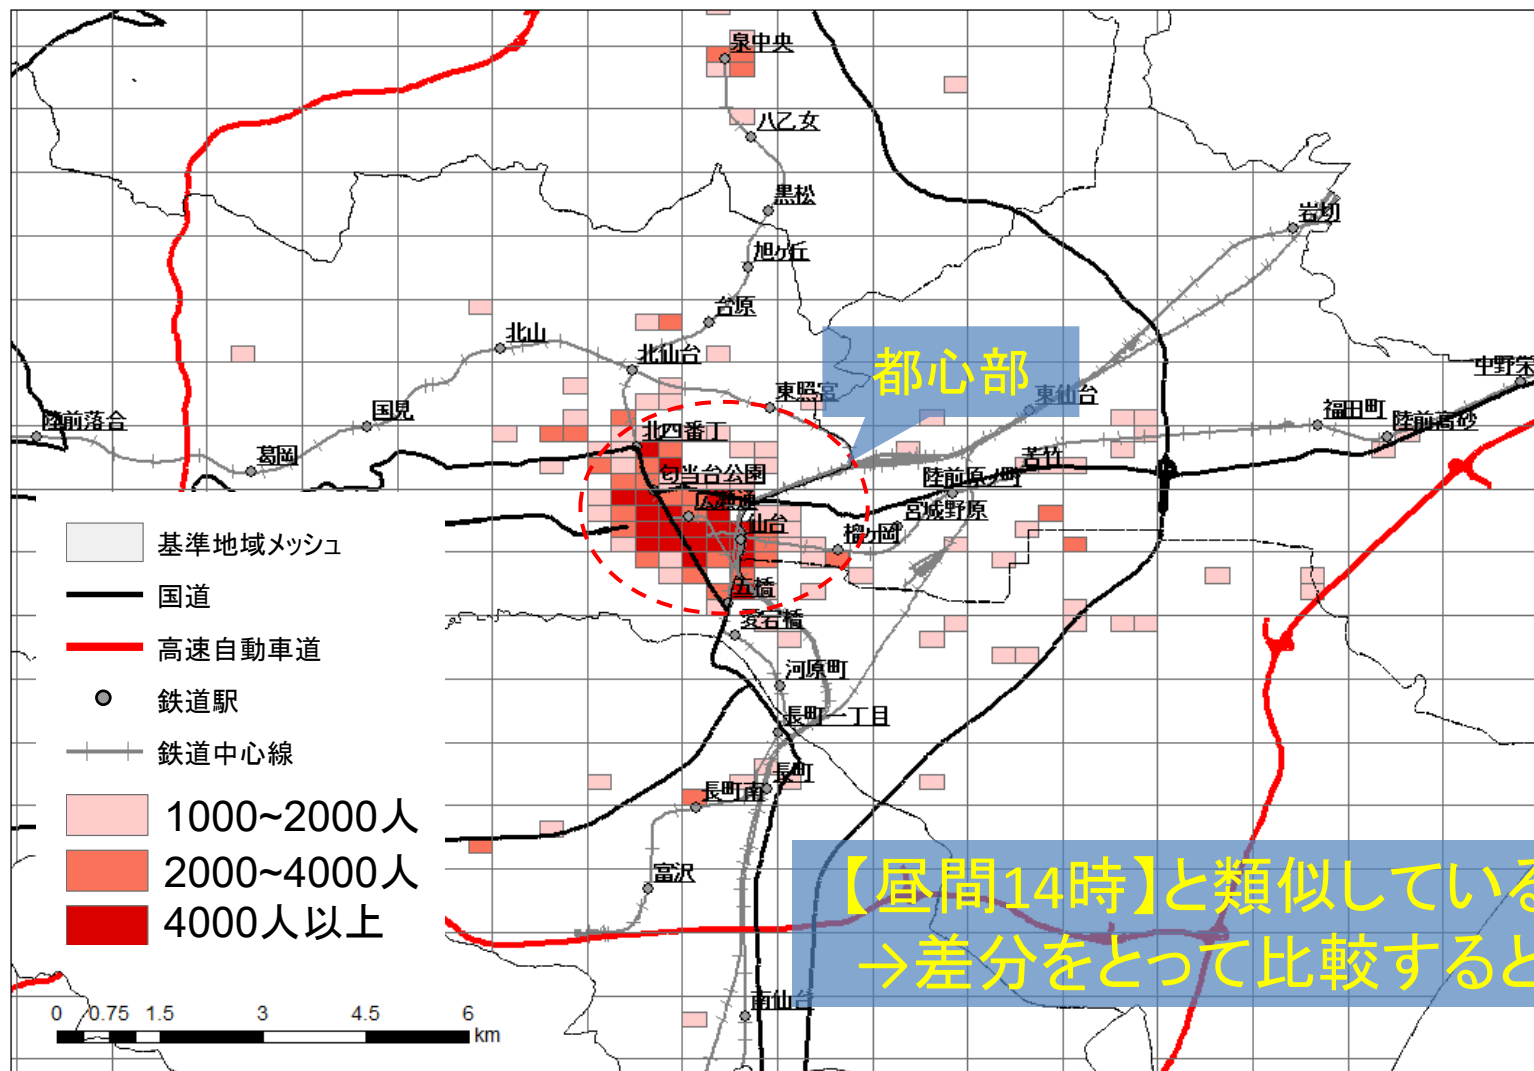 泉中央
八乙女
黒松
旭ヶ丘
台原
岩切
北山
北仙台
都心部
東照宮
東仙台
中野栄
国見
陸前落合
葛岡
北四番丁
福田町
陸前高砂
苦竹
勾当台公園
陸前原ノ町
広瀬通
宮城野原
仙台
榴ヶ岡
五橋
愛宕橋
河原町
長町一丁目
長町
長町南
富沢
南仙台
基準地域メッシュ
国道
高速自動車道
鉄道駅
鉄道中心線
1000~2000人
2000~4000人
4000人以上
【昼間14時】と類似している
→差分をとって比較すると
0 0.75 1.5 3 4.5 6
km